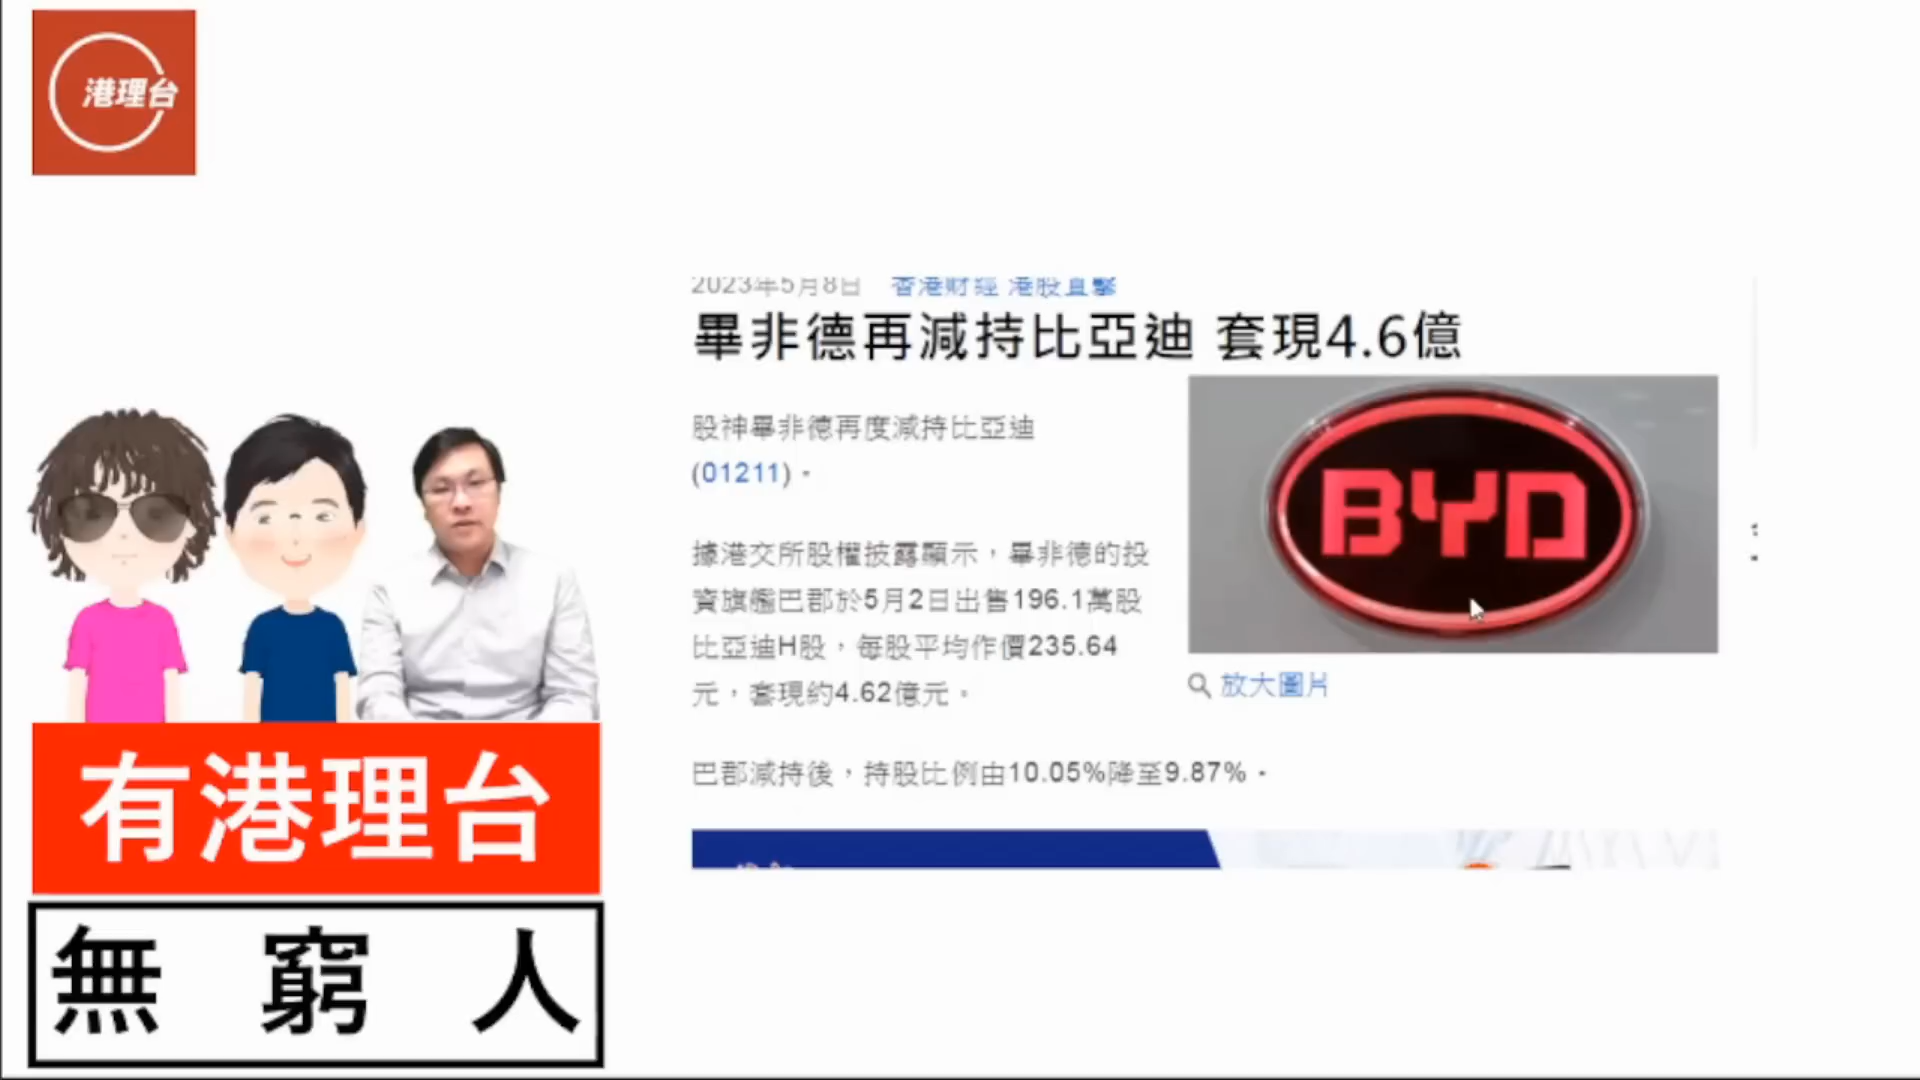 港理台
2023年5月8日 香港財經 港股直擊
畢非德再減持比亞迪 套現4.6億
股神畢非德再度減持比亞迪
(01211)。
據港交所股權披露顯示，畢非德的投
資旗艦巴郡於5月2日出售196.1萬股
比亞迪H股，每股平均作價235.64
元，套現約4.62億元。
BYD
放大圖片
巴郡減持後，持股比例由10.05%降至9.87%。
有港理台
無窮人